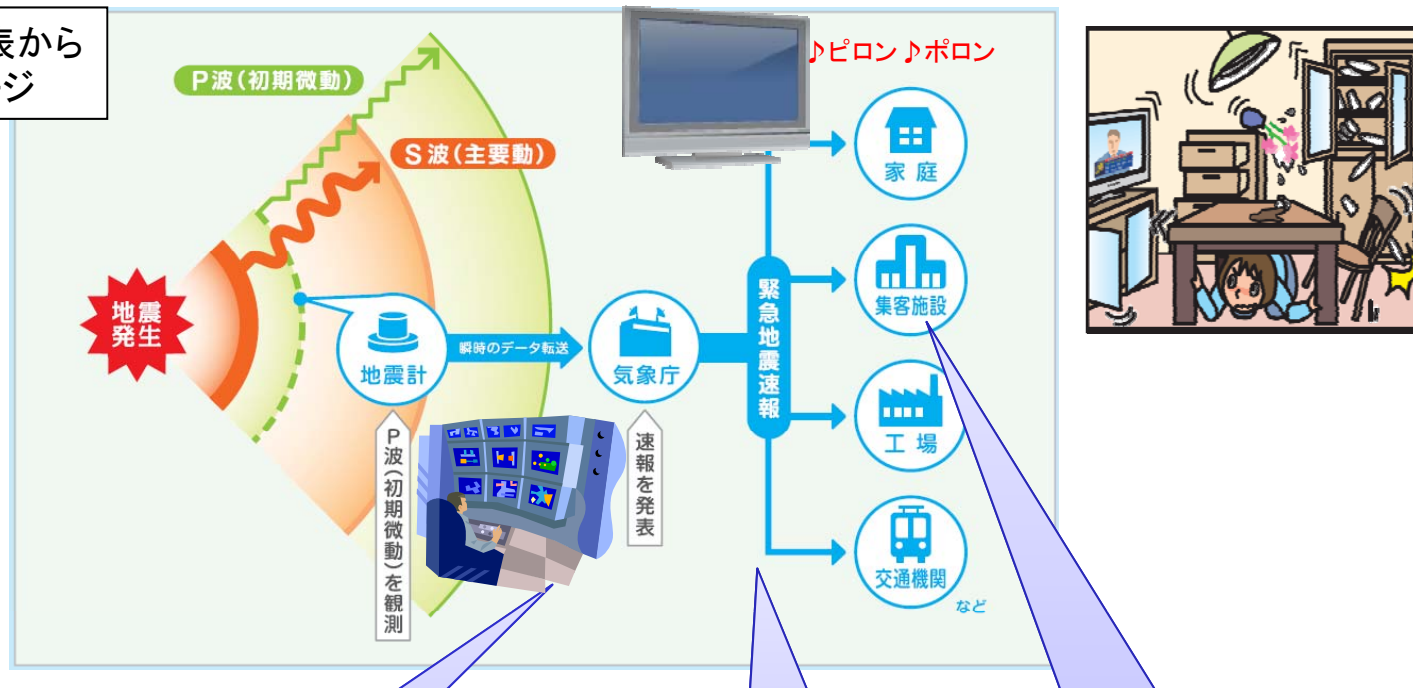 表から
ジ
P波(初期微動)
S波(主要動)
♪ピロン♪ポロン
地震
発生
地震計
瞬時のデータ転送
気象庁
P波(初期微動)を観測
速報を発表
緊急地震速報
家庭
集客施設
工場
交通機関
など